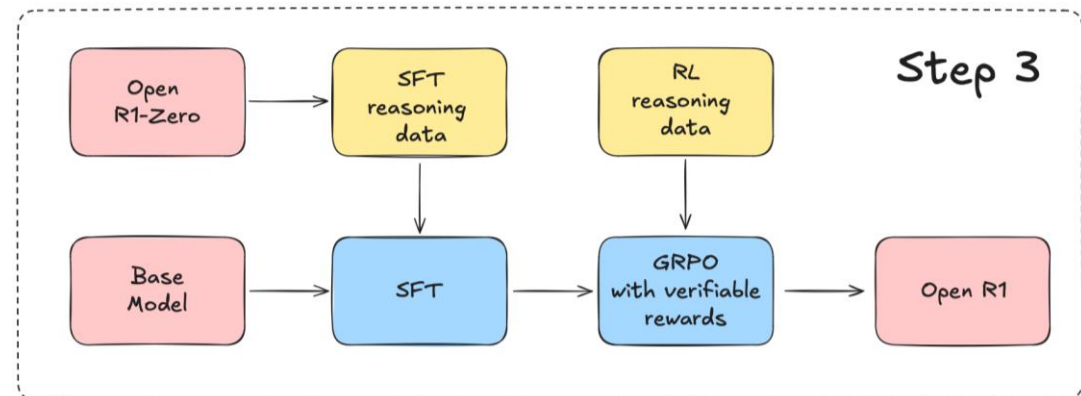 Step 3
Open
R1-Zero
SFT
reasoning
data
RL
reasoning
data
Base
Model
SFT
GRPO
with verifiable
rewards
Open R1